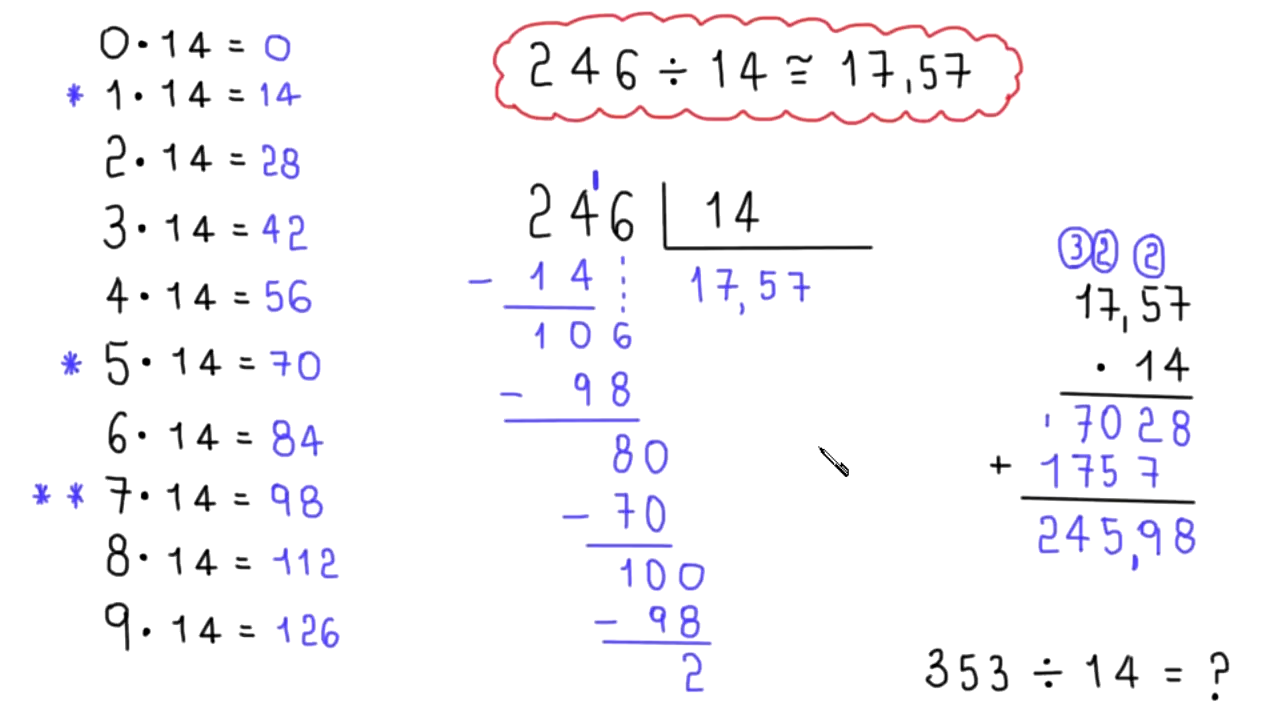 0 · 14 = 0
* 1 · 14 = 14
2 · 14 = 28
3 · 14 = 42
4 · 14 = 56
* 5 · 14 = 70
6 · 14 = 84
* * 7 · 14 = 98
8 · 14 = 112
9 · 14 = 126
246 ÷ 14 ≅ 17,57
24'6 | 14
- 14 17,57
106
- 98
80
- 70
100
- 98
2
3 2 2
17,57
· 14
' 7028
+ 1757
245,98
353 ÷ 14 = ?